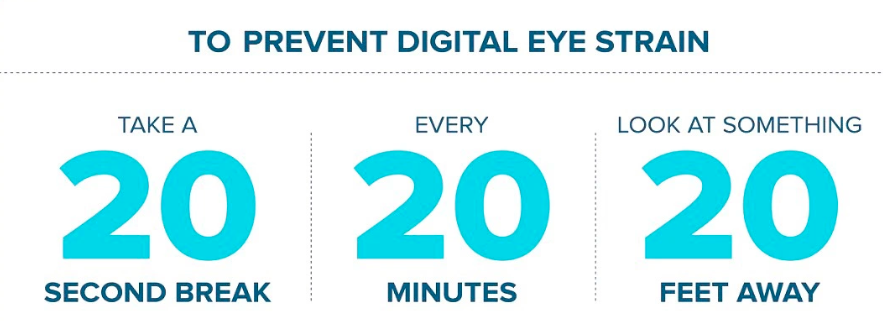 TO PREVENT DIGITAL EYE STRAIN
TAKE A
20
SECOND BREAK
EVERY
20
MINUTES
LOOK AT SOMETHING
20
FEET AWAY